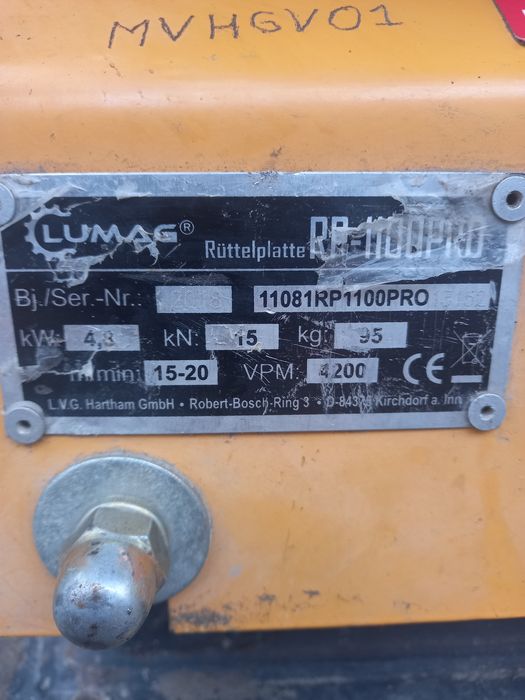 MVHGV01
LUMAG® Rüttelplatte RP-1100PRO
Bj./Ser.-Nr.: 2018 11081RP1100PRO
kW: 4,8 kN: 15 kg: 95
m/min: 15-20 VPM: 4200 CE
L.V.G. Hartham GmbH • Robert-Bosch-Ring 3 • D-84375 Kirchdorf a. Inn